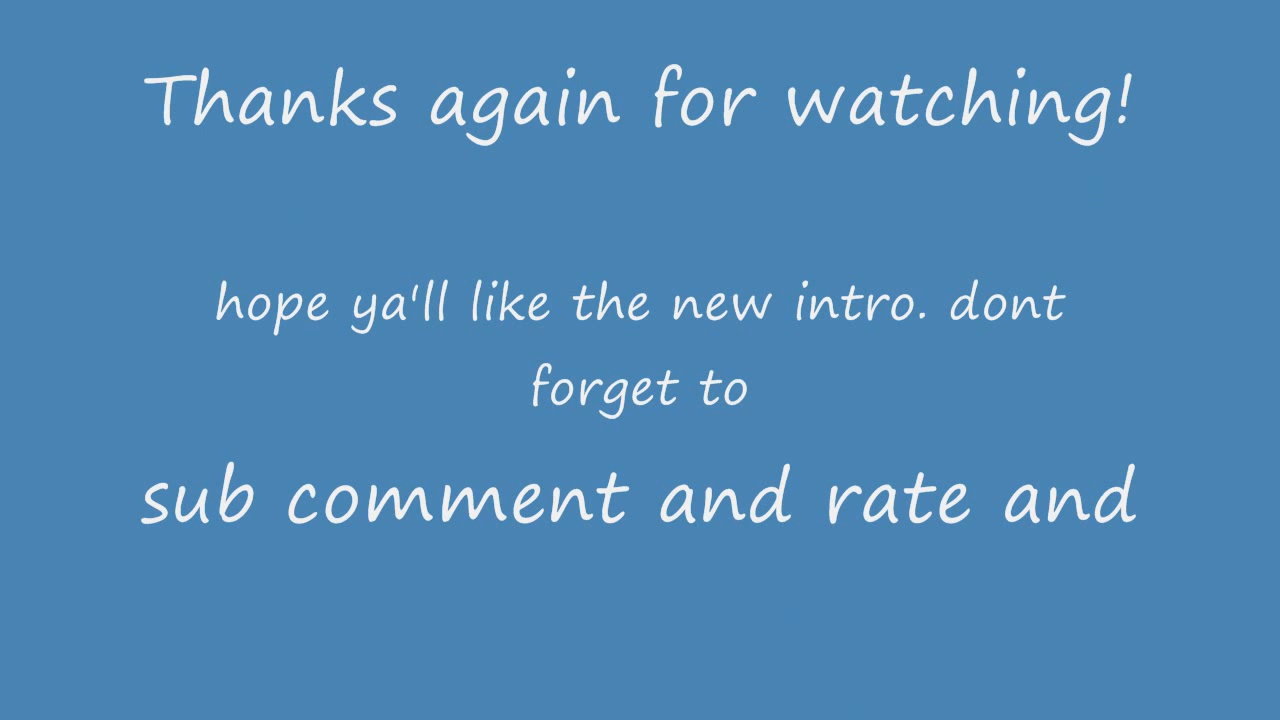 Thanks again for watching!
hope ya'll like the new intro. dont
forget to
sub comment and rate and